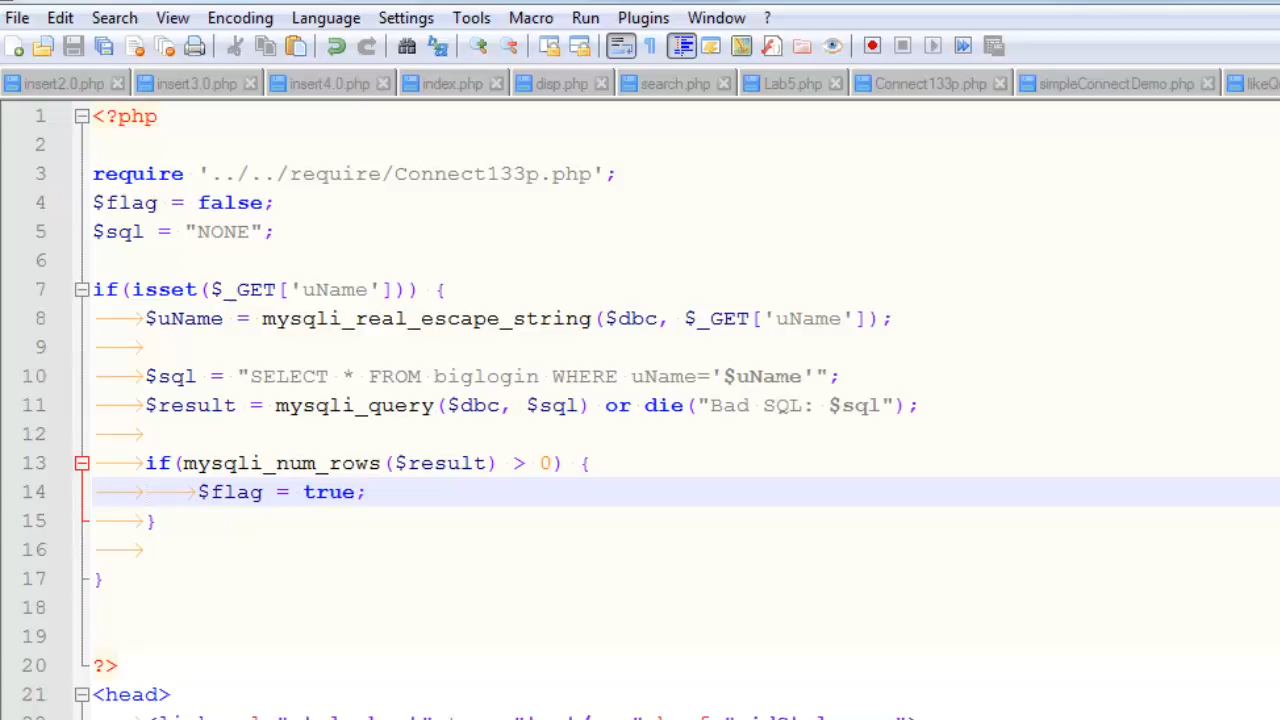 File Edit Search View Encoding Language Settings Tools Macro Run Plugins Window ?
insert2.0.php insert3.0.php insert4.0.php index.php disp.php search.php Lab5.php Connect133p.php simpleConnectDemo.php
1 <?php
2
3 require '../../require/Connect133p.php';
4 $flag = false;
5 $sql = "NONE";
6
7 if(isset($_GET['uName'])) {
8 $uName = mysqli_real_escape_string($dbc, $_GET['uName']);
9
10 $sql = "SELECT * FROM biglogin WHERE uName='$uName'";
11 $result = mysqli_query($dbc, $sql) or die("Bad SQL: $sql");
12
13 if(mysqli_num_rows($result) > 0) {
14 $flag = true;
15 }
16
17 }
18
19
20 ?>
21 <head>